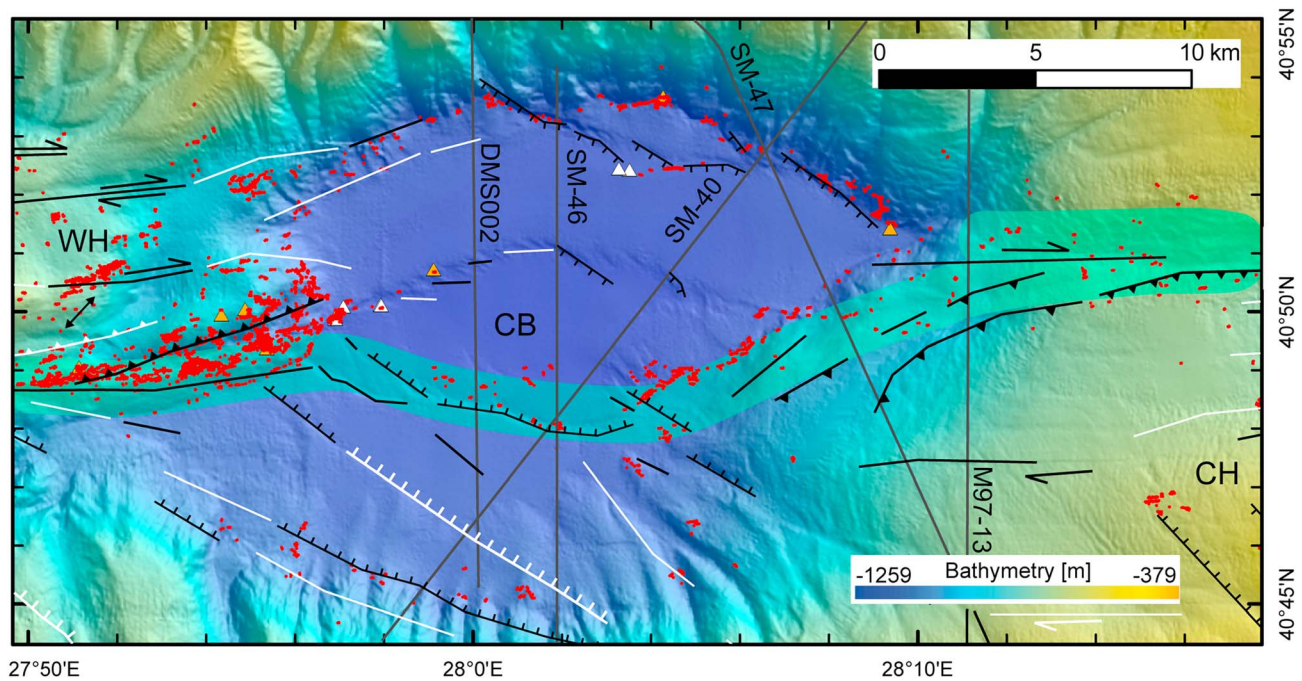 0 5 10 km
40°55'N
SM-47
DMS002
SM-46
SM-40
WH
40°50'N
CB
CH
M97-13
-1259 Bathymetry [m] -379
40°45'N
27°50'E 28°0'E 28°10'E